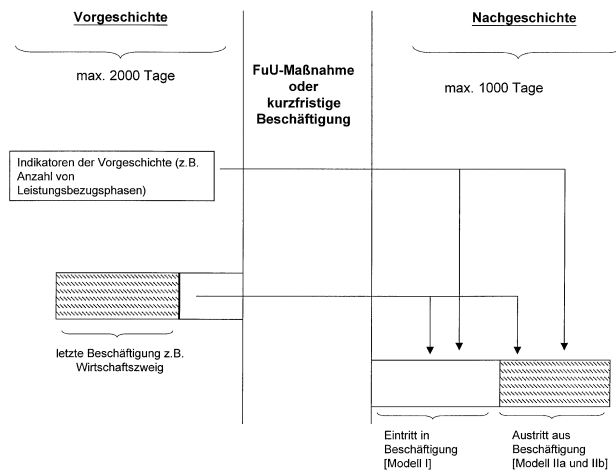 Vorgeschichte
max. 2000 Tage
FuU-Maßnahme
oder
kurzfristige
Beschäftigung
Nachgeschichte
max. 1000 Tage
Indikatoren der Vorgeschichte (z.B.
Anzahl von
Leistungsbezugsphasen)
letzte Beschäftigung z.B.
Wirtschaftszweig
Eintritt in
Beschäftigung
[Modell I]
Austritt aus
Beschäftigung
[Modell IIa und IIb]